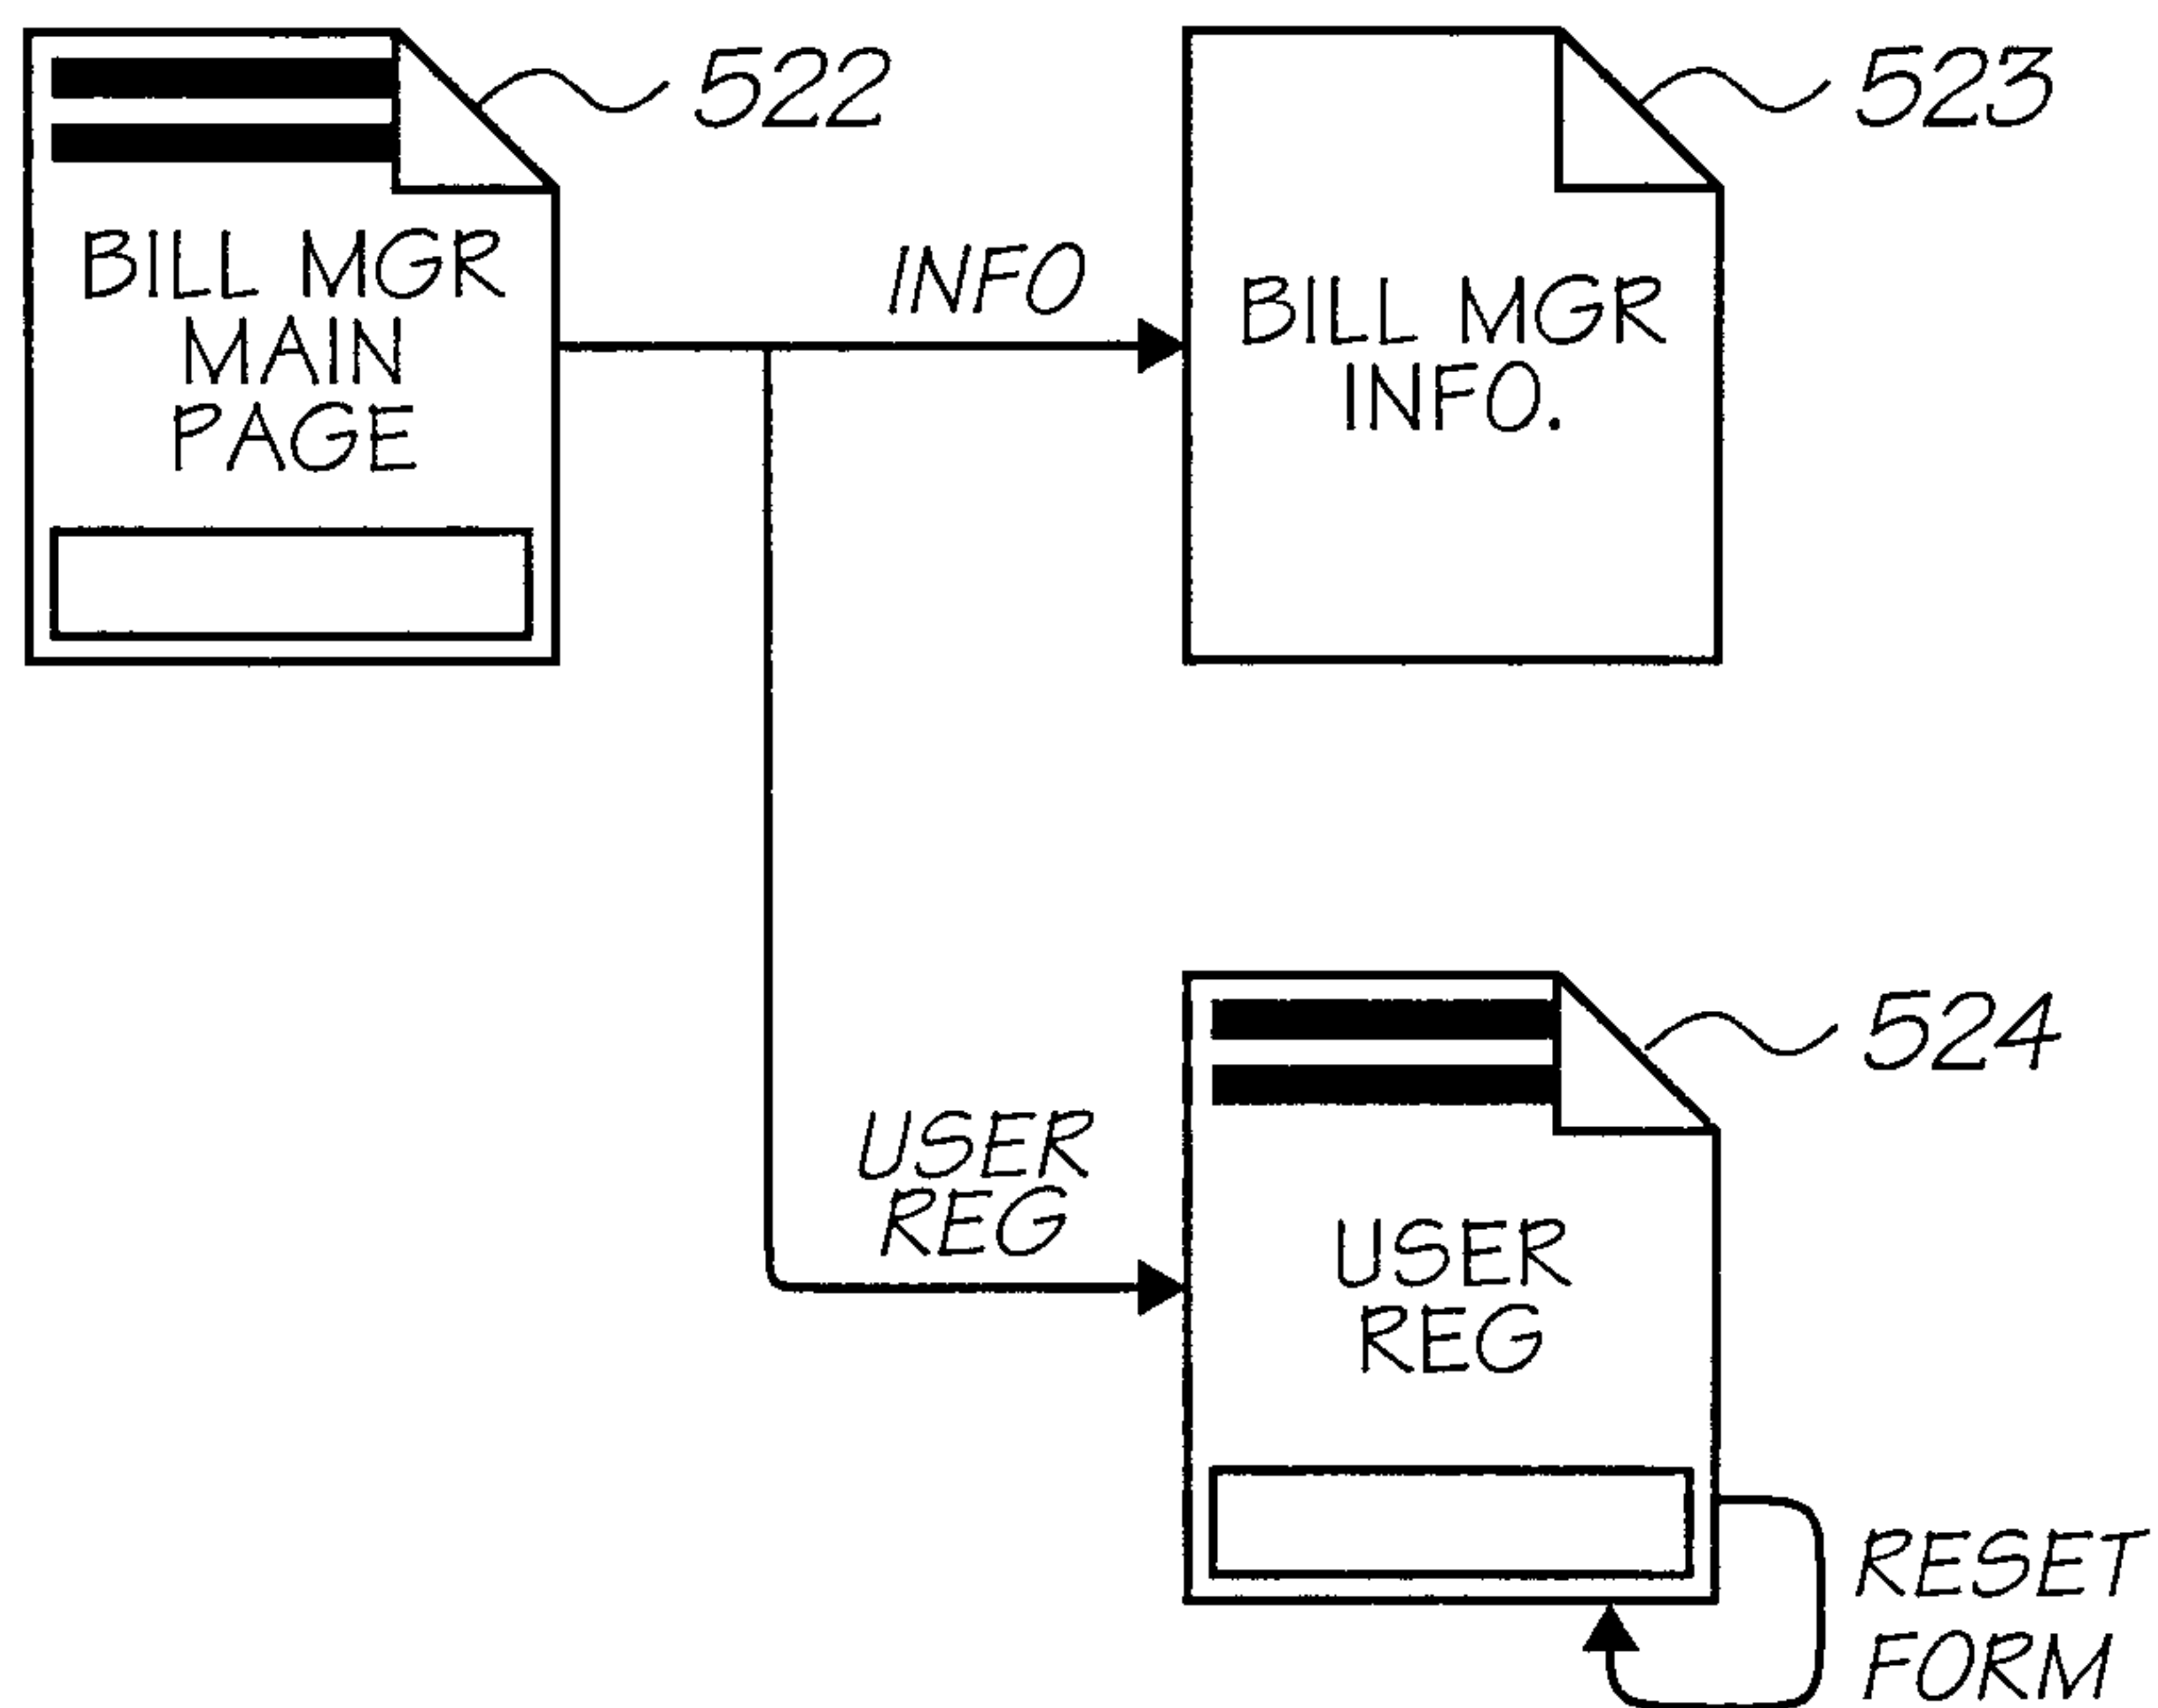 522
BILL MGR
MAIN
PAGE
INFO
523
BILL MGR
INFO.
USER
REG
524
USER
REG
RESET
FORM